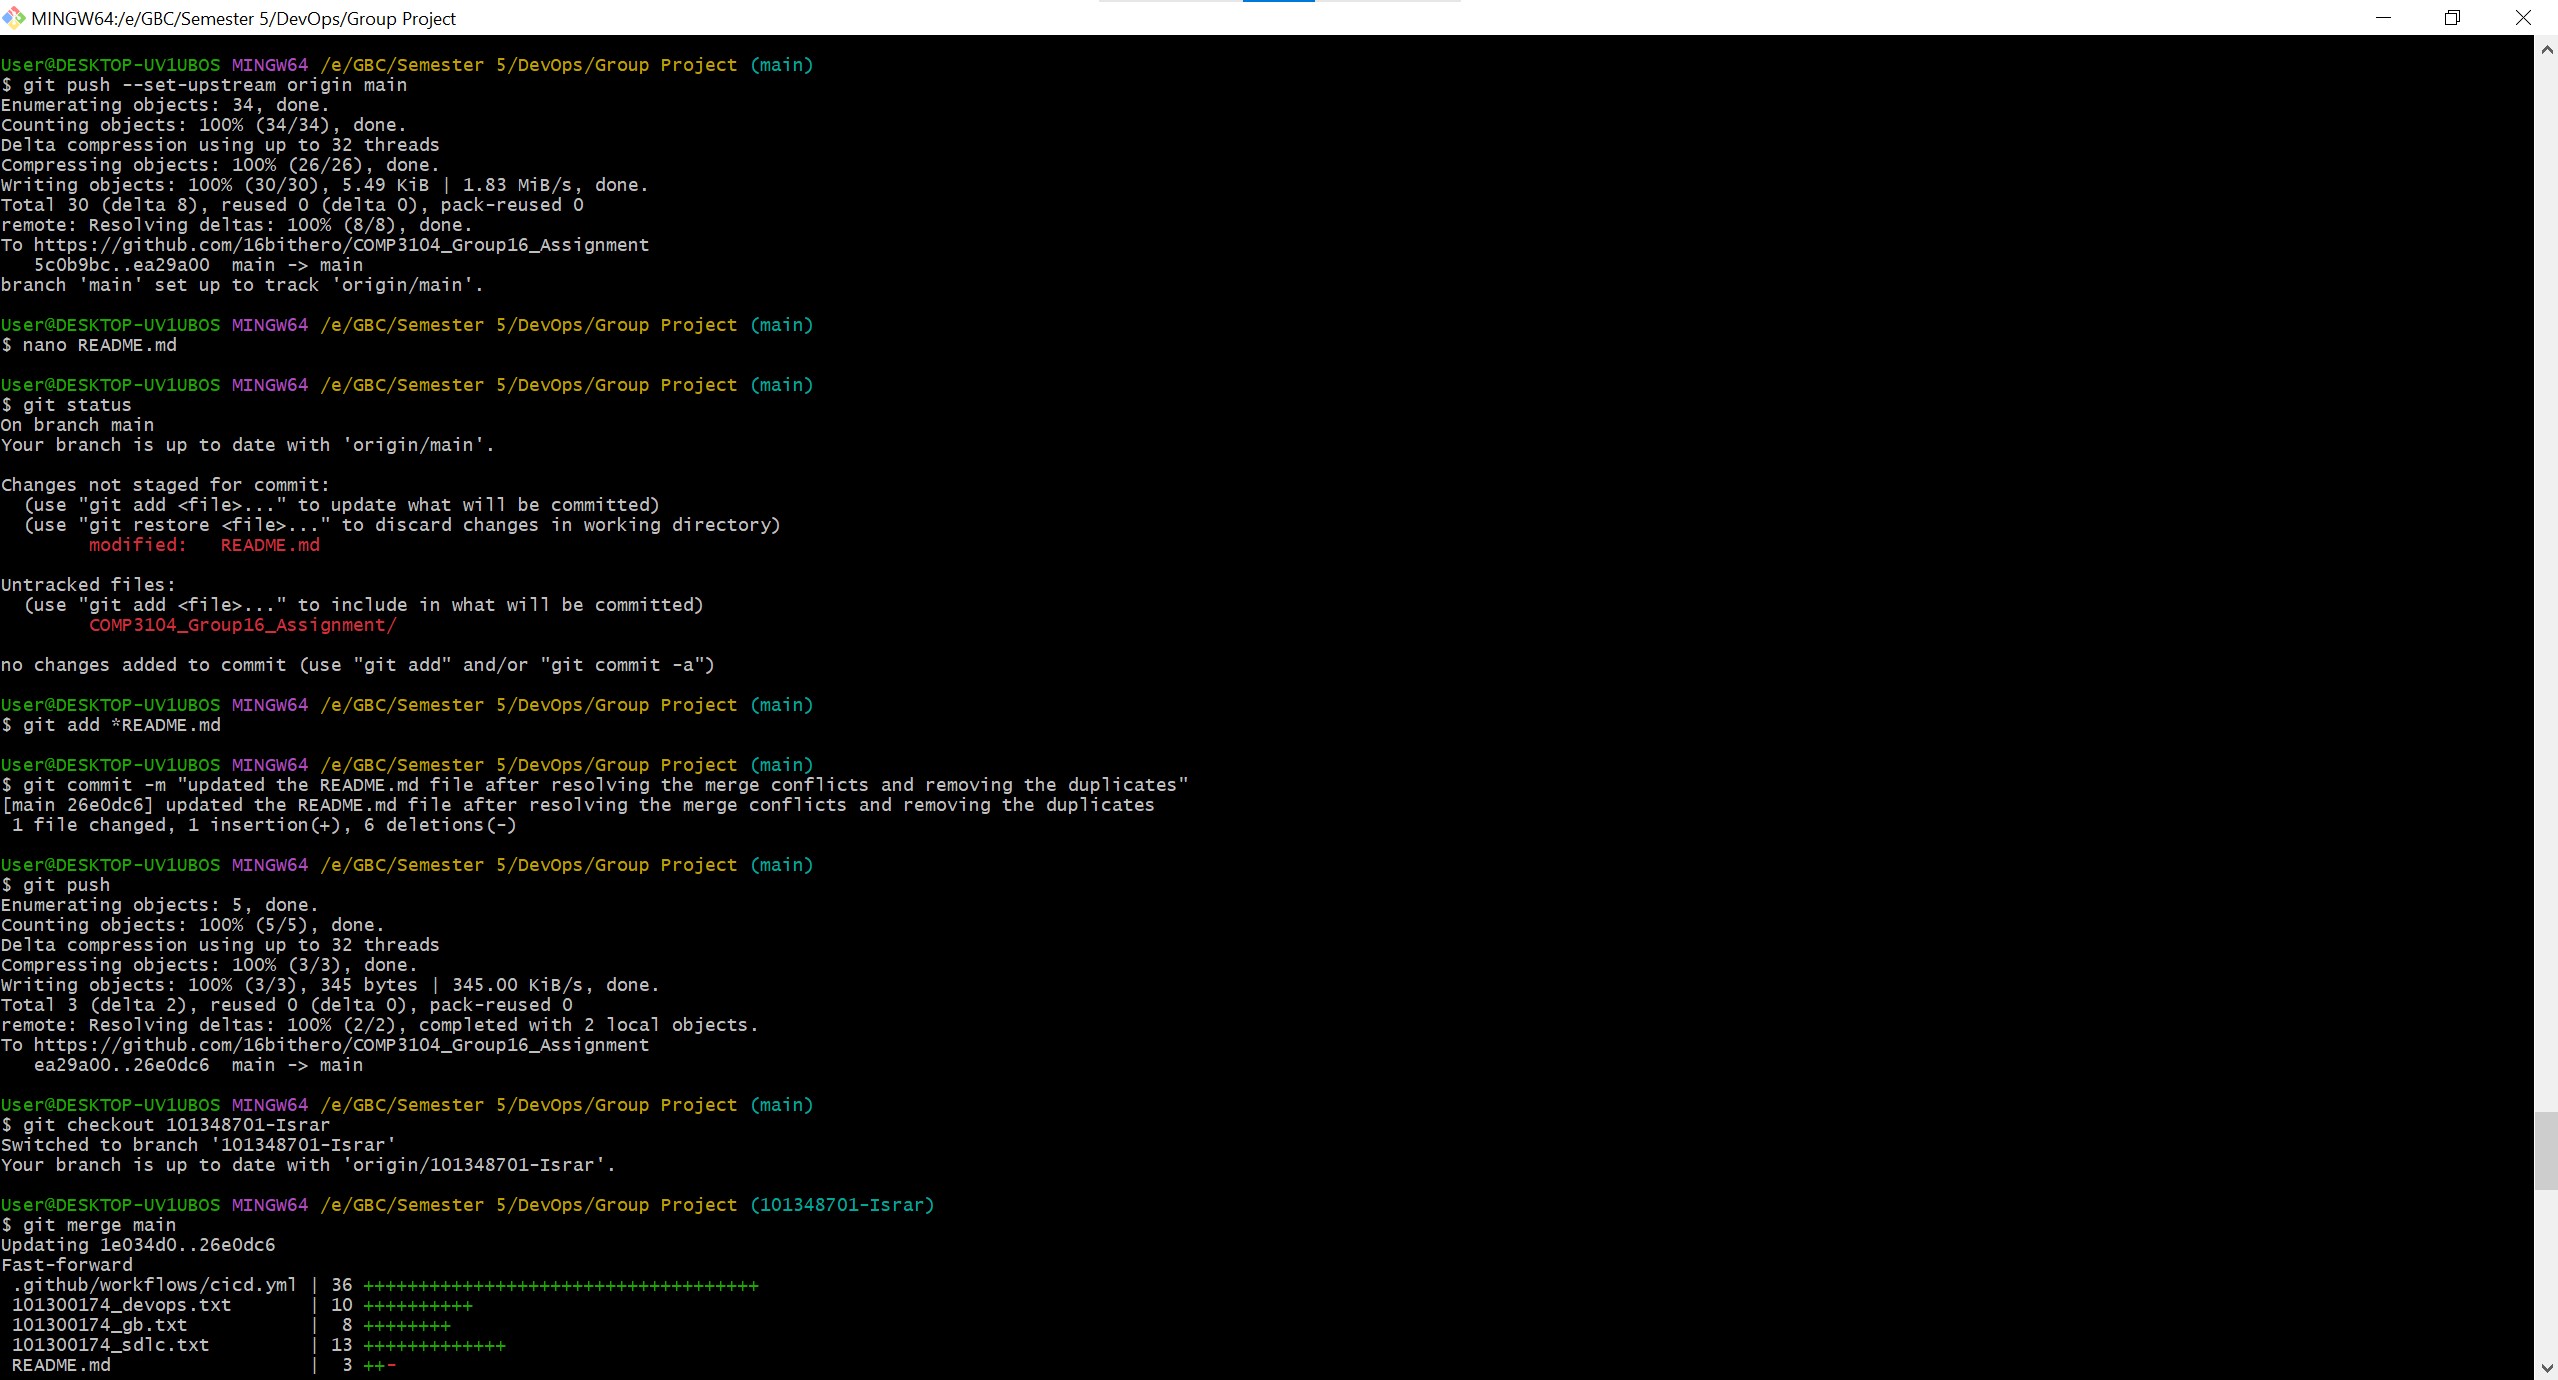 MINGW64:/e/GBC/Semester 5/DevOps/Group Project
User@DESKTOP-UV1UBOS MINGW64 /e/GBC/Semester 5/DevOps/Group Project (main)
$ git push --set-upstream origin main
Enumerating objects: 34, done.
Counting objects: 100% (34/34), done.
Delta compression using up to 32 threads
Compressing objects: 100% (26/26), done.
Writing objects: 100% (30/30), 5.49 KiB | 1.83 MiB/s, done.
Total 30 (delta 8), reused 0 (delta 0), pack-reused 0
remote: Resolving deltas: 100% (8/8), done.
To https://github.com/16bithero/COMP3104_Group16_Assignment
   5c0b9bc..ea29a00  main -> main
branch 'main' set up to track 'origin/main'.
User@DESKTOP-UV1UBOS MINGW64 /e/GBC/Semester 5/DevOps/Group Project (main)
$ nano README.md
User@DESKTOP-UV1UBOS MINGW64 /e/GBC/Semester 5/DevOps/Group Project (main)
$ git status
On branch main
Your branch is up to date with 'origin/main'.
Changes not staged for commit:
  (use "git add <file>..." to update what will be committed)
  (use "git restore <file>..." to discard changes in working directory)
        modified:   README.md
Untracked files:
  (use "git add <file>..." to include in what will be committed)
        COMP3104_Group16_Assignment/
no changes added to commit (use "git add" and/or "git commit -a")
User@DESKTOP-UV1UBOS MINGW64 /e/GBC/Semester 5/DevOps/Group Project (main)
$ git add *README.md
User@DESKTOP-UV1UBOS MINGW64 /e/GBC/Semester 5/DevOps/Group Project (main)
$ git commit -m "updated the README.md file after resolving the merge conflicts and removing the duplicates"
[main 26e0dc6] updated the README.md file after resolving the merge conflicts and removing the duplicates
 1 file changed, 1 insertion(+), 6 deletions(-)
User@DESKTOP-UV1UBOS MINGW64 /e/GBC/Semester 5/DevOps/Group Project (main)
$ git push
Enumerating objects: 5, done.
Counting objects: 100% (5/5), done.
Delta compression using up to 32 threads
Compressing objects: 100% (3/3), done.
Writing objects: 100% (3/3), 345 bytes | 345.00 KiB/s, done.
Total 3 (delta 2), reused 0 (delta 0), pack-reused 0
remote: Resolving deltas: 100% (2/2), completed with 2 local objects.
To https://github.com/16bithero/COMP3104_Group16_Assignment
   ea29a00..26e0dc6  main -> main
User@DESKTOP-UV1UBOS MINGW64 /e/GBC/Semester 5/DevOps/Group Project (main)
$ git checkout 101348701-Israr
Switched to branch '101348701-Israr'
Your branch is up to date with 'origin/101348701-Israr'.
User@DESKTOP-UV1UBOS MINGW64 /e/GBC/Semester 5/DevOps/Group Project (101348701-Israr)
$ git merge main
Updating 1e034d0..26e0dc6
Fast-forward
 .github/workflows/cicd.yml | 36 ++++++++++++++++++++++++++++++++++++
 101300174_devops.txt       | 10 ++++++++++
 101300174_gb.txt           |  8 ++++++++
 101300174_sdlc.txt         | 13 +++++++++++++
 README.md                  |  3 ++-